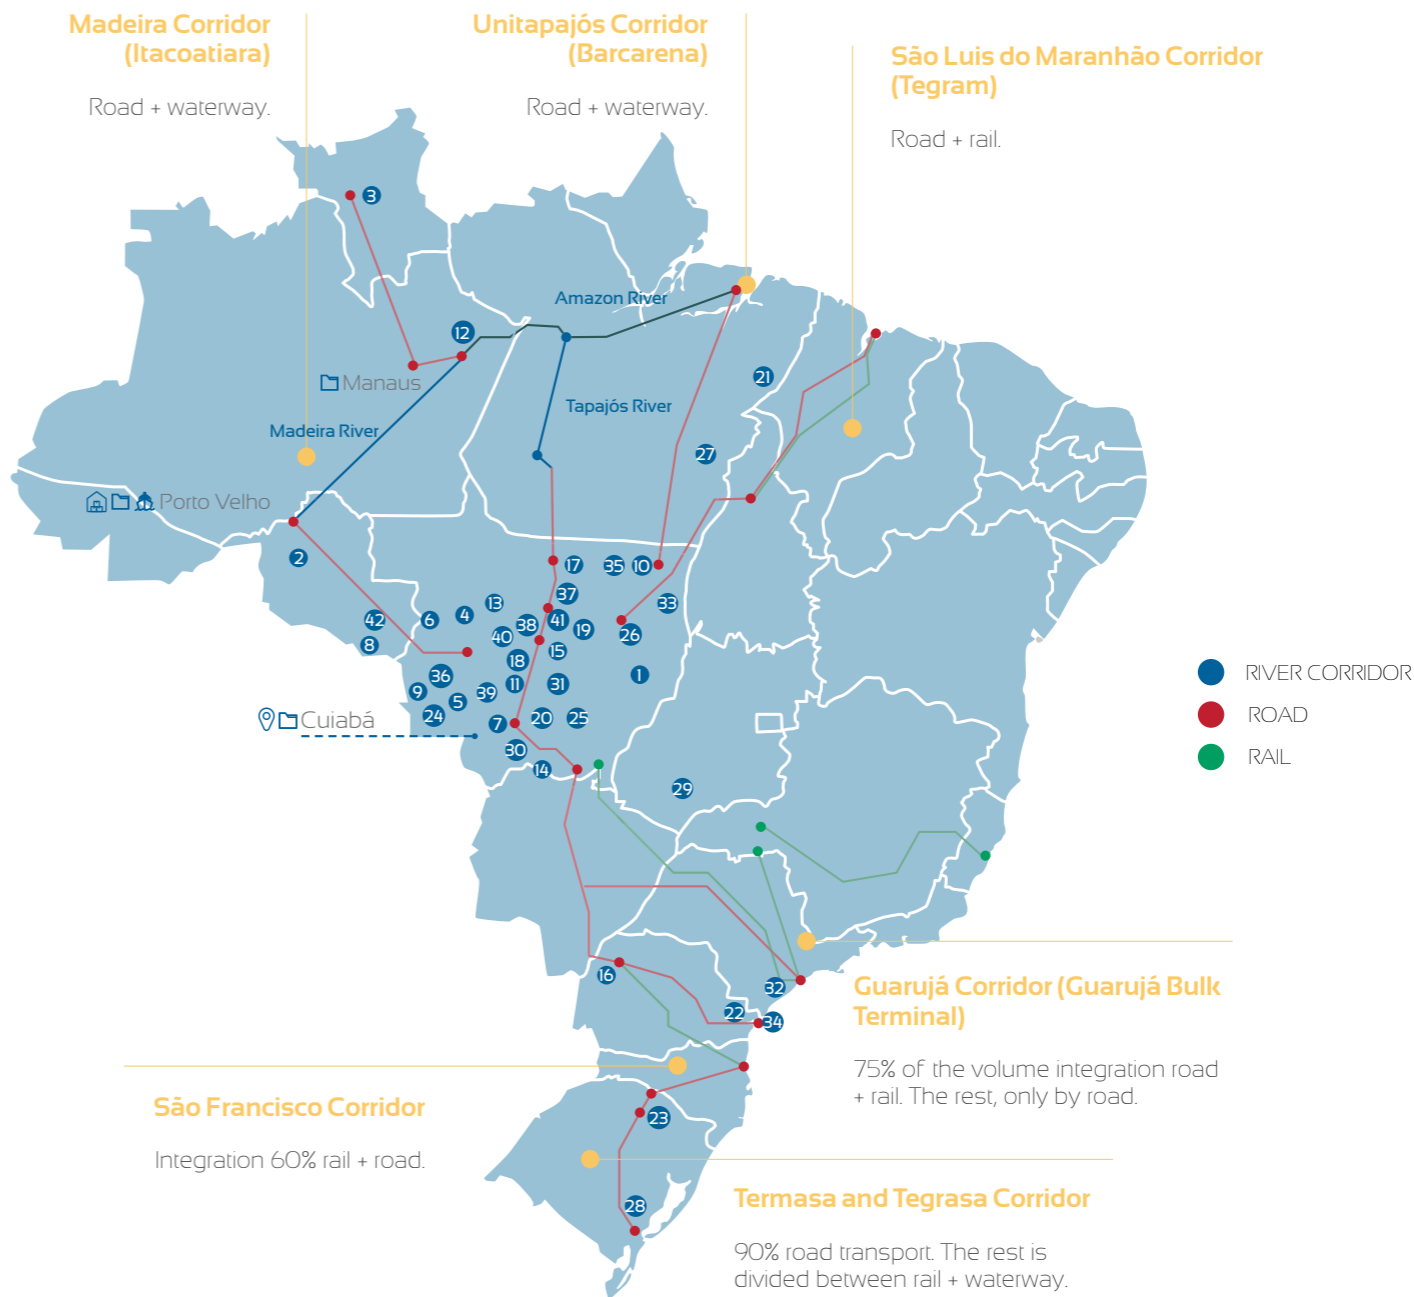 Madeira Corridor
(Itacoatiara)
Road + waterway.
Unitapajós Corridor
(Barcarena)
Road + waterway.
São Luis do Maranhão Corridor
(Tegram)
Road + rail.
3
Amazon River
12
Manaus
21
Tapajós River
Madeira River
27
Porto Velho
2
17
35
10
37
33
13
4
6
42
41
38
19
26
40
8
15
18
1
36
11
31
9
39
5
24
Cuiabá
7
20
25
30
14
29
RIVER CORRIDOR
ROAD
RAIL
16
32
22
34
Guarujá Corridor (Guarujá Bulk
Terminal)
75% of the volume integration road
+ rail. The rest, only by road.
São Francisco Corridor
Integration 60% rail + road.
23
28
Termasa and Tegrasa Corridor
90% road transport. The rest is
divided between rail + waterway.